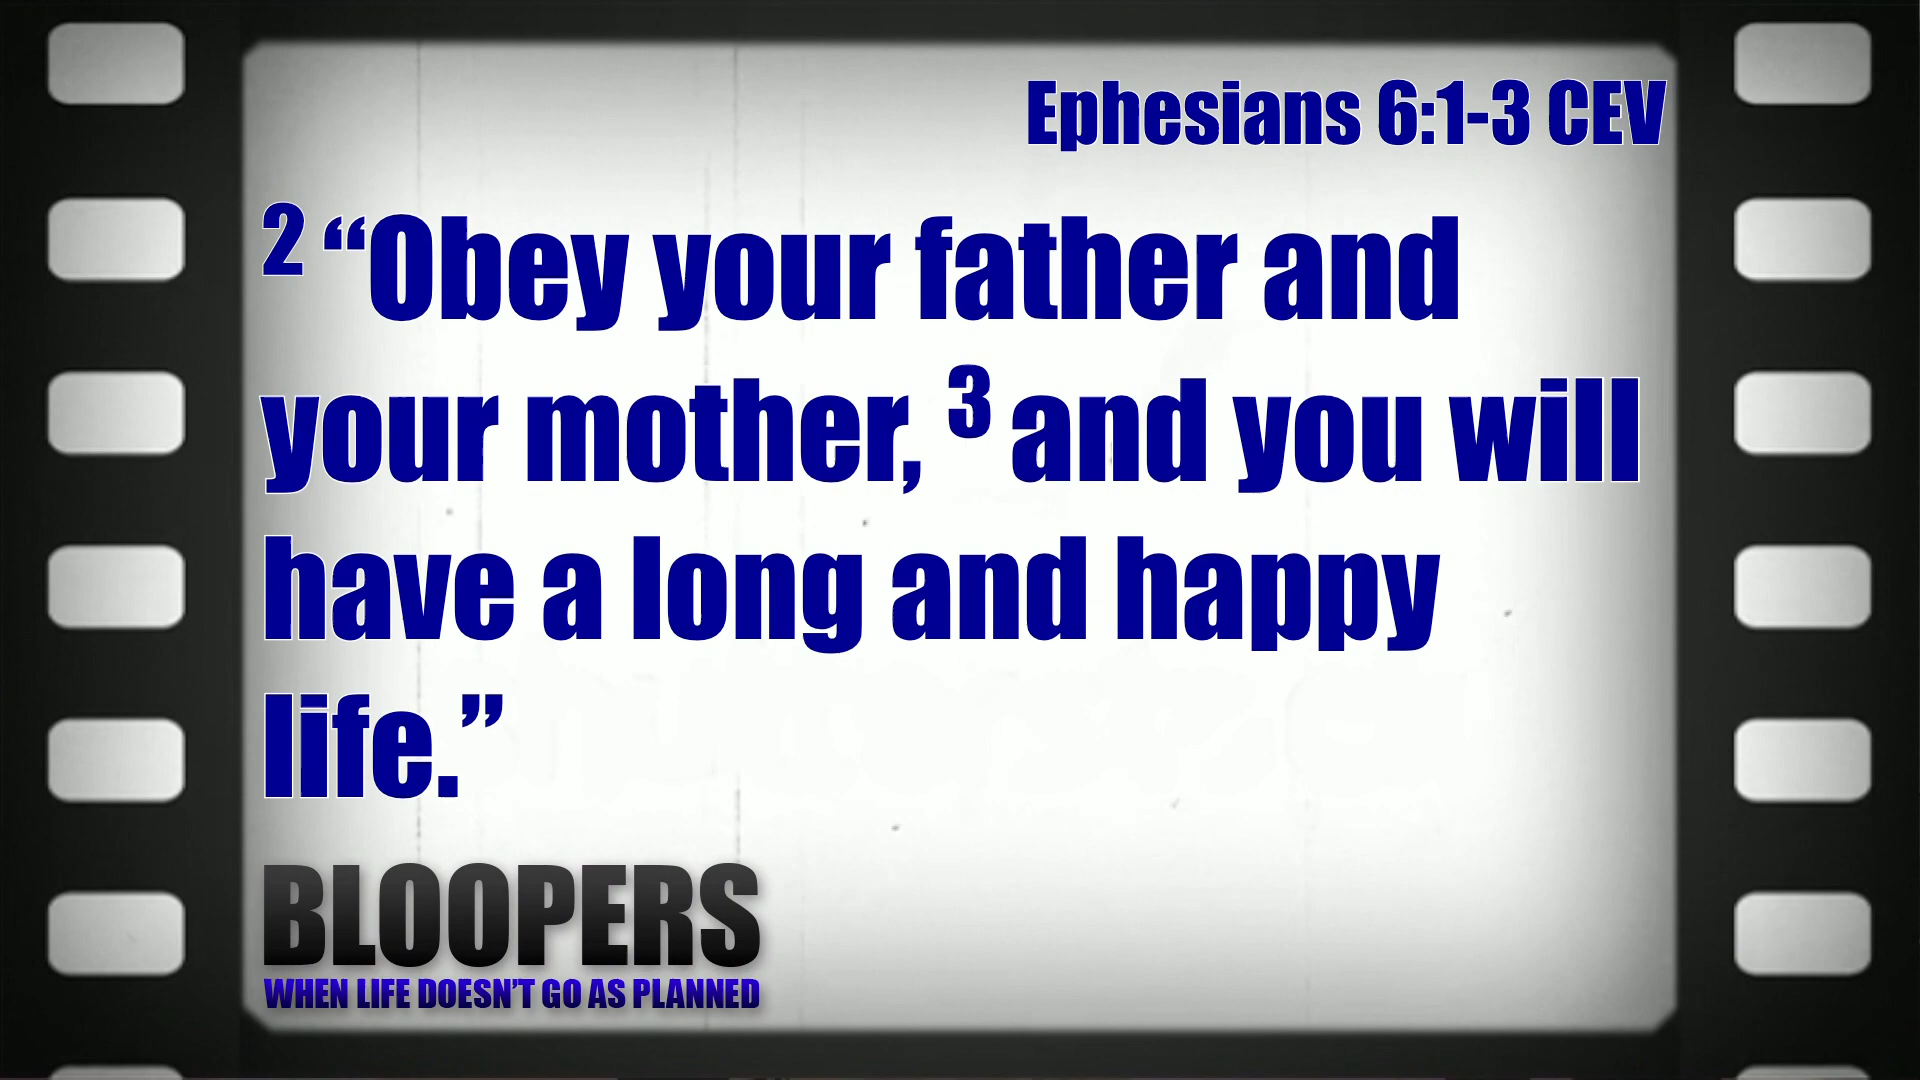 Ephesians 6:1-3 CEV
2 “Obey your father and
your mother, 3 and you will
have a long and happy
life.”
BLOOPERS
WHEN LIFE DOESN’T GO AS PLANNED